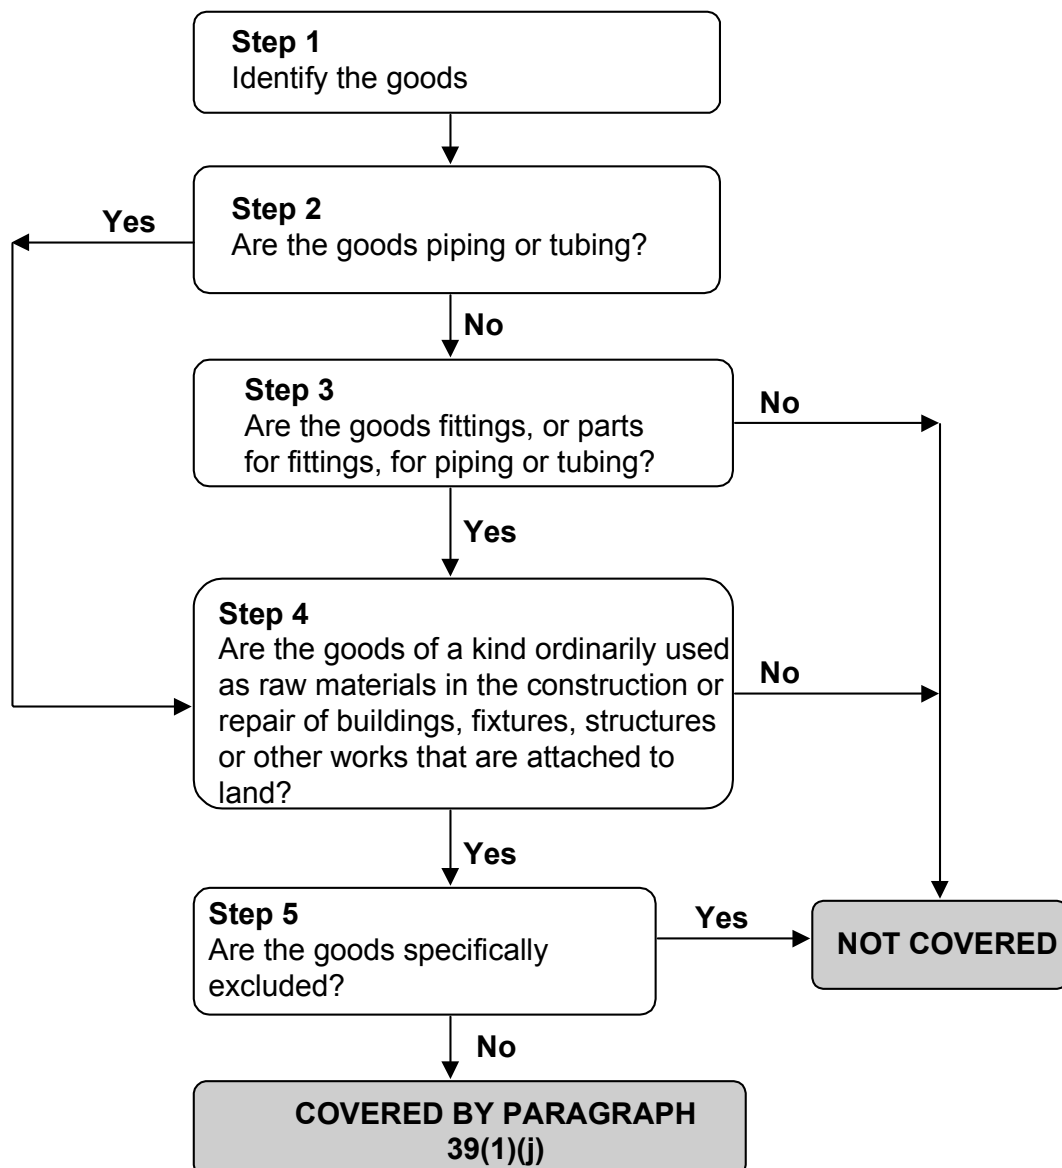 Step 1
Identify the goods
Step 2
Yes
Are the goods piping or tubing?
No
Step 3
Are the goods fittings, or parts
for fittings, for piping or tubing?
No
Yes
Step 4
Are the goods of a kind ordinarily used
as raw materials in the construction or
repair of buildings, fixtures, structures
or other works that are attached to
land?
No
Yes
Step 5
Are the goods specifically
excluded?
Yes
NOT COVERED
No
COVERED BY PARAGRAPH
39(1)(j)